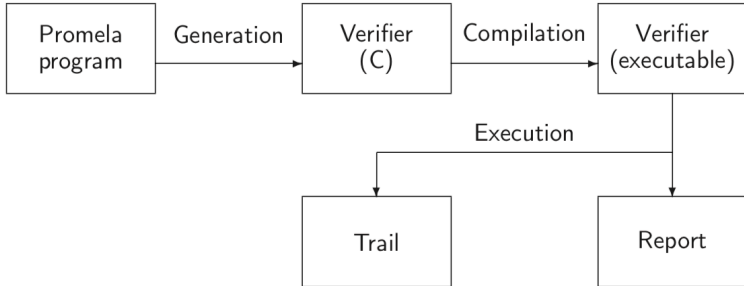 Promela
program
Generation
Verifier
(C)
Compilation
Verifier
(executable)
Execution
Trail
Report